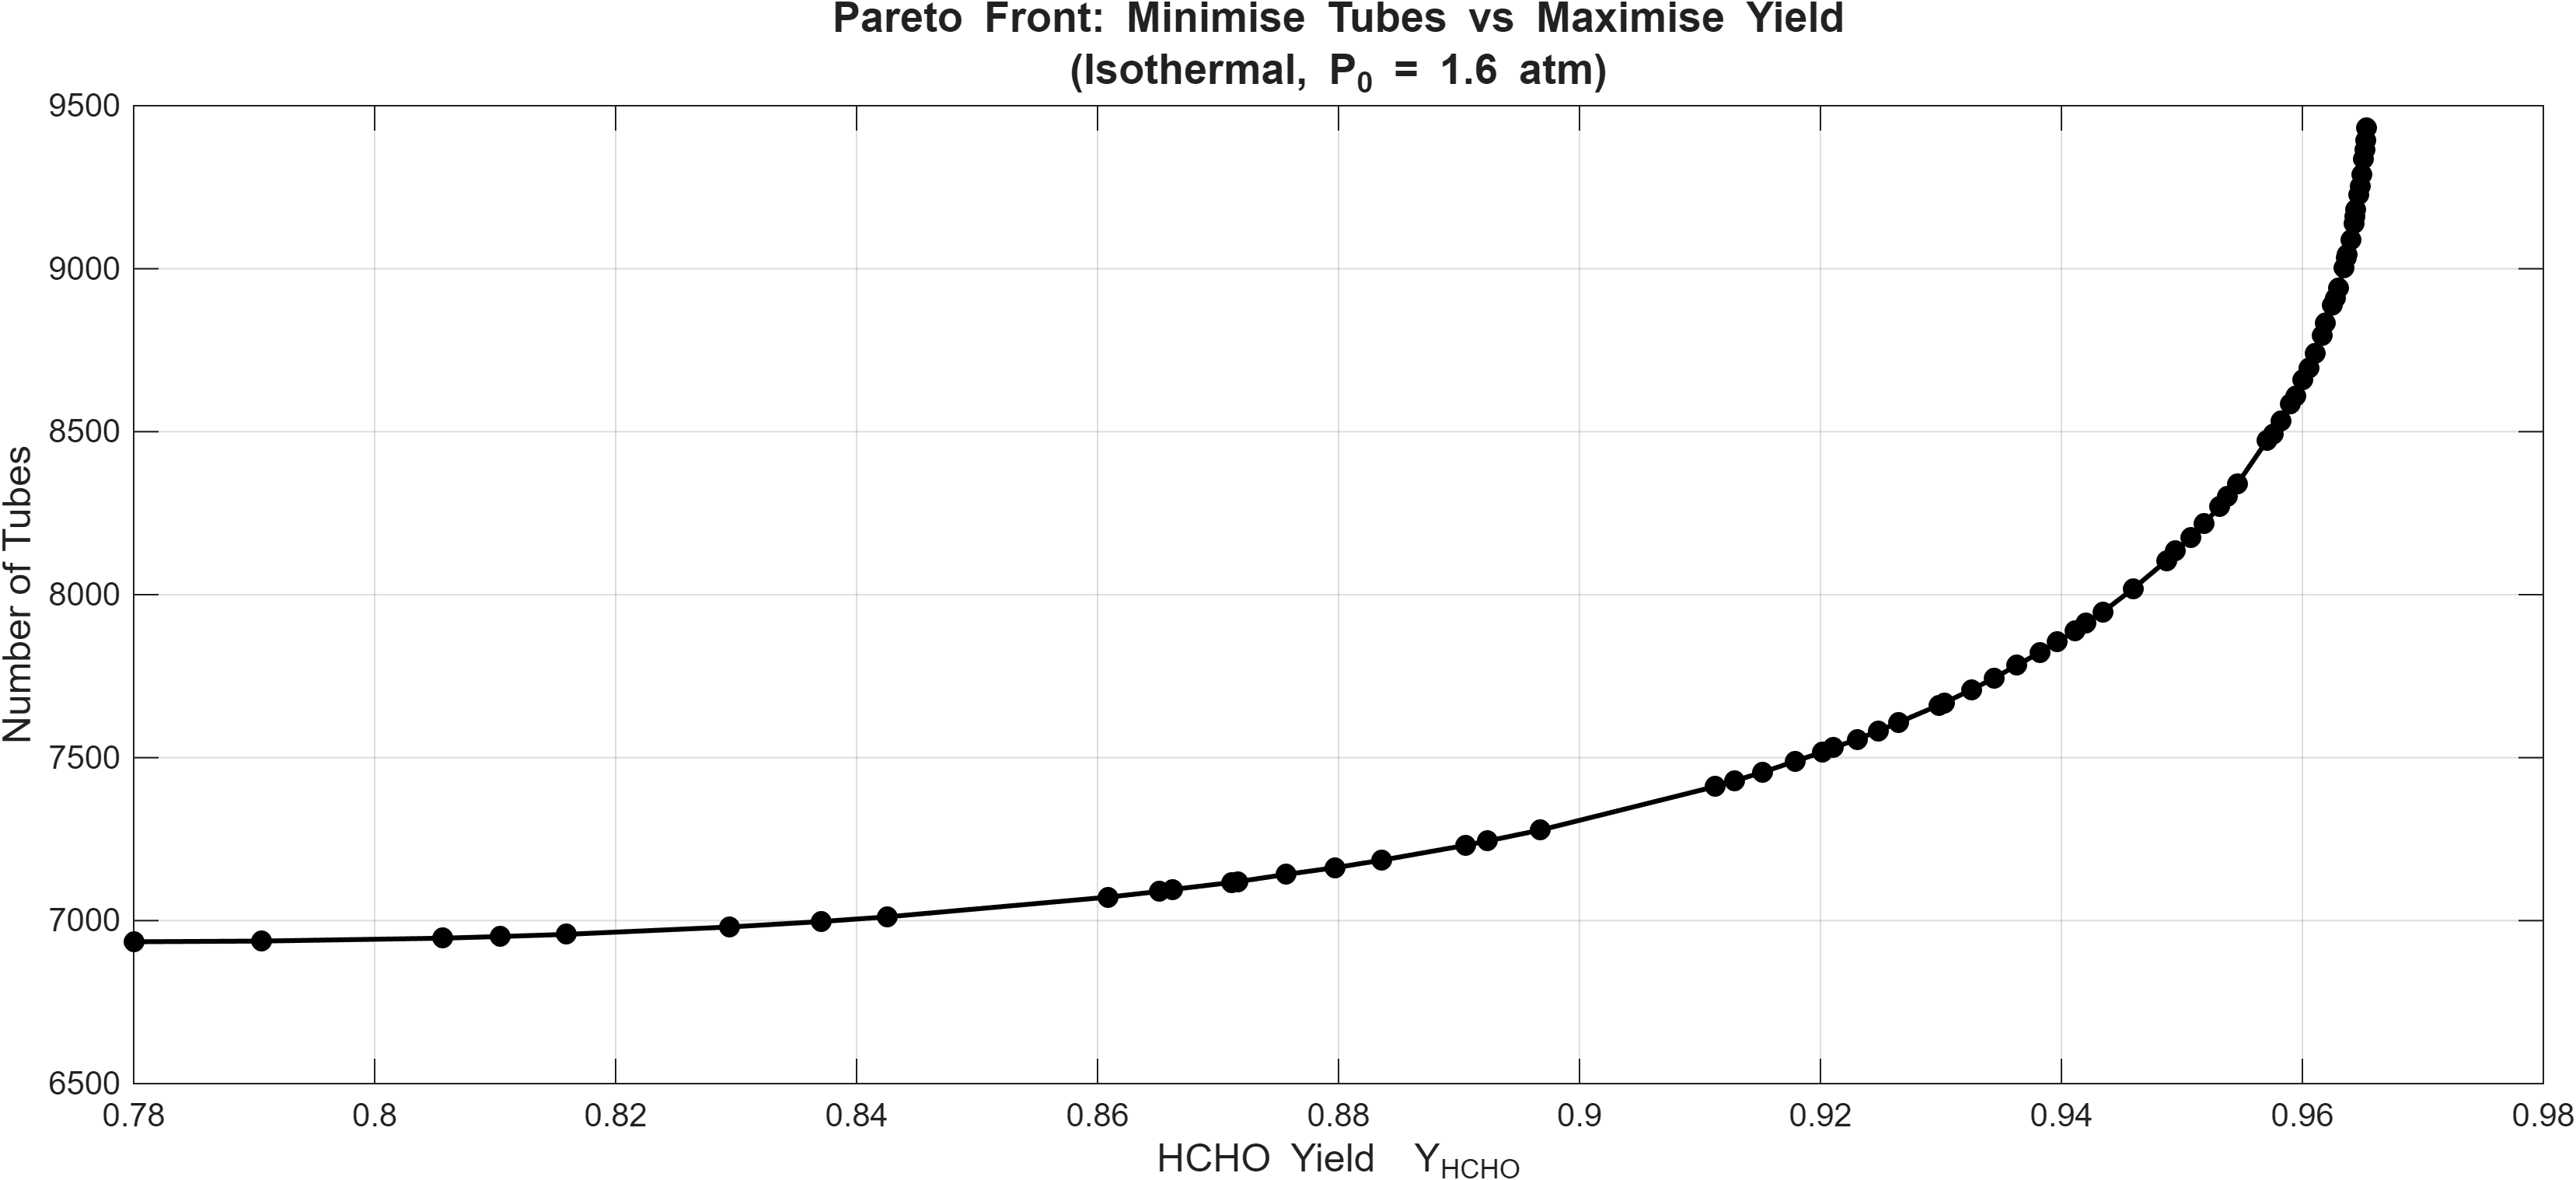 Pareto Front: Minimise Tubes vs Maximise Yield
(Isothermal, P₀ = 1.6 atm)
9500
9000
8500
8000
7500
7000
6500
Number of Tubes
0.78 0.8 0.82 0.84 0.86 0.88 0.9 0.92 0.94 0.96 0.98
HCHO Yield Y_HCHO